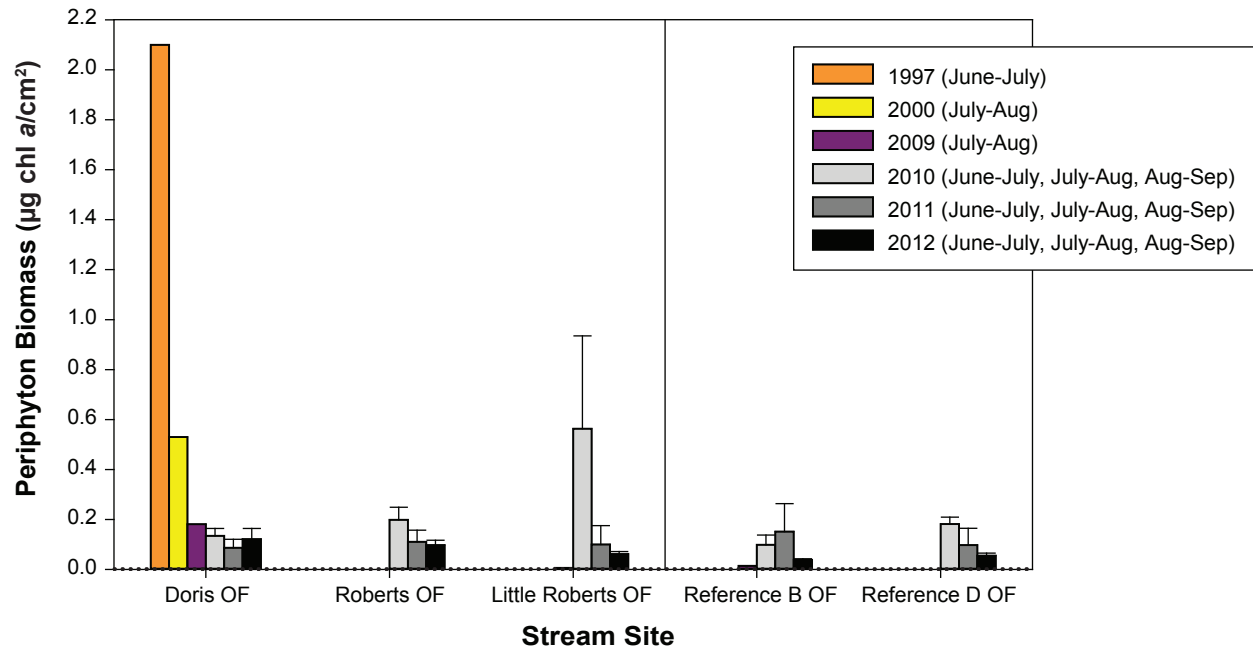 Periphyton Biomass (µg chl a/cm²)
2.2
2.0
1.8
1.6
1.4
1.2
1.0
0.8
0.6
0.4
0.2
0.0
1997 (June-July)
2000 (July-Aug)
2009 (July-Aug)
2010 (June-July, July-Aug, Aug-Sep)
2011 (June-July, July-Aug, Aug-Sep)
2012 (June-July, July-Aug, Aug-Sep)
Doris OF
Roberts OF
Little Roberts OF
Reference B OF
Reference D OF
Stream Site